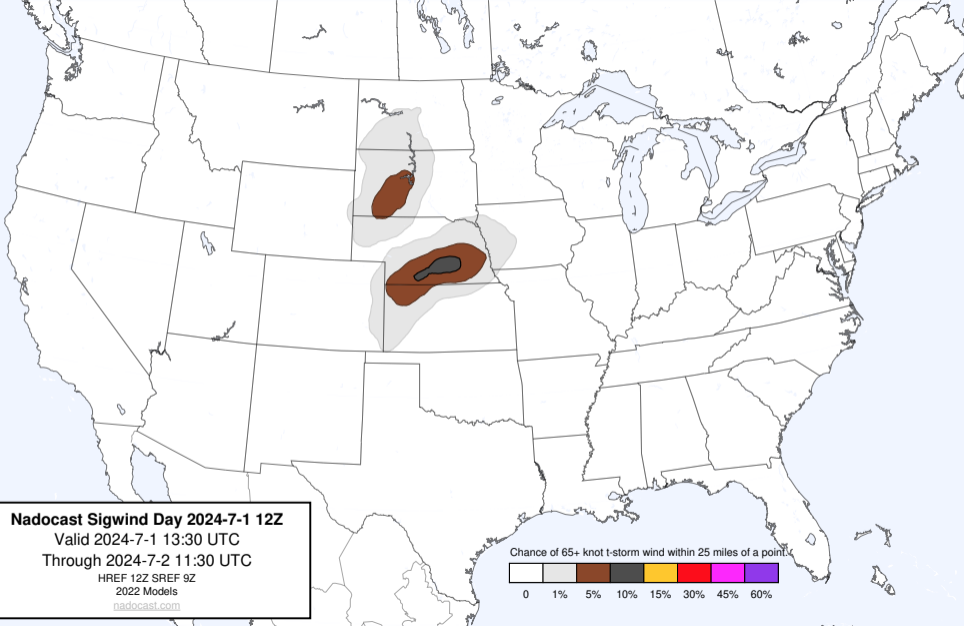 Nadocast Sigwind Day 2024-7-1 12Z
Valid 2024-7-1 13:30 UTC
Through 2024-7-2 11:30 UTC
HREF 12Z SREF 9Z
2022 Models
nadocast.com
Chance of 65+ knot t-storm wind within 25 miles of a point.
0 1% 5% 10% 15% 30% 45% 60%